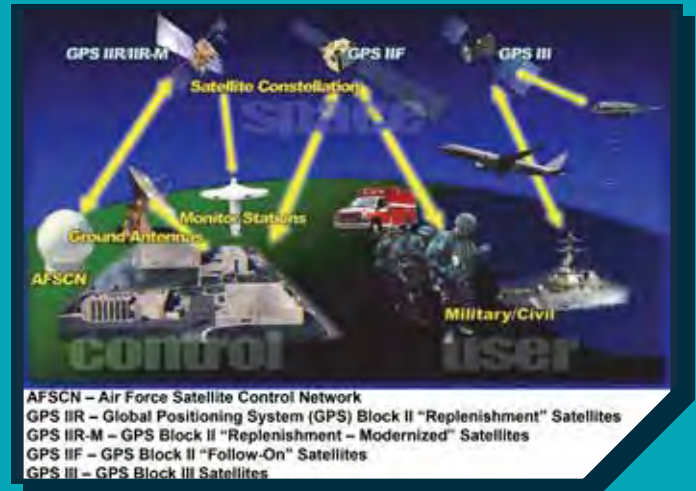 GPS IIR/IIR-M
GPS IIF
GPS III
Satellite Constellation
space
Monitor Stations
Ground Antennas
AFSCN
Military/Civil
control
user
AFSCN – Air Force Satellite Control Network
GPS IIR – Global Positioning System (GPS) Block II “Replenishment” Satellites
GPS IIR-M – GPS Block II “Replenishment – Modernized” Satellites
GPS IIF – GPS Block II “Follow-On” Satellites
GPS III – GPS Block III Satellites